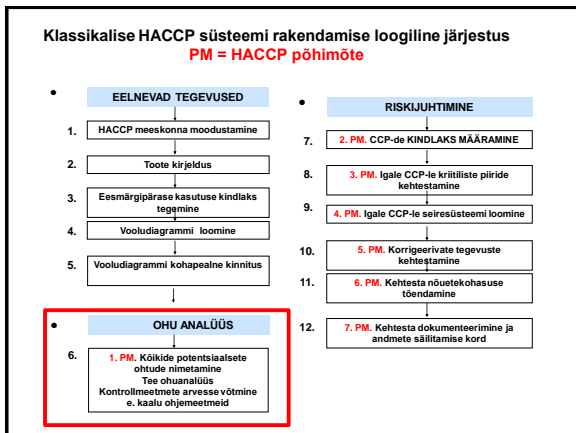 Klassikalise HACCP süsteemi rakendamise loogiline järjestus
PM = HACCP põhimõte
• EELNEVAD TEGEVUSED
1. HACCP meeskonna moodustamine
2. Toote kirjeldus
3. Eesmärgipärase kasutuse kindlaks
tegemine
4. Vooludiagrammi loomine
5. Vooludiagrammi kohapealne kinnitus
• OHU ANALÜÜS
6. 1. PM. Kõikide potentsiaalsete
ohtude nimetamine
Tee ohuanalüüs
Kontrollmeetmete arvesse võtmine
e. kaalu ohjemeetmeid
• RISKIJUHTIMINE
7. 2. PM. CCP-de KINDLAKS MÄÄRAMINE
8. 3. PM. Igale CCP-le kriitiliste piiride
kehtestamine
9. 4. PM. Igale CCP-le seiresüsteemi loomine
10. 5. PM. Korrigeerivate tegevuste
kehtestamine
11. 6. PM. Kehtesta nõuetekohasuse
tõendamine
12. 7. PM. Kehtesta dokumenteerimine ja
andmete säilitamise kord